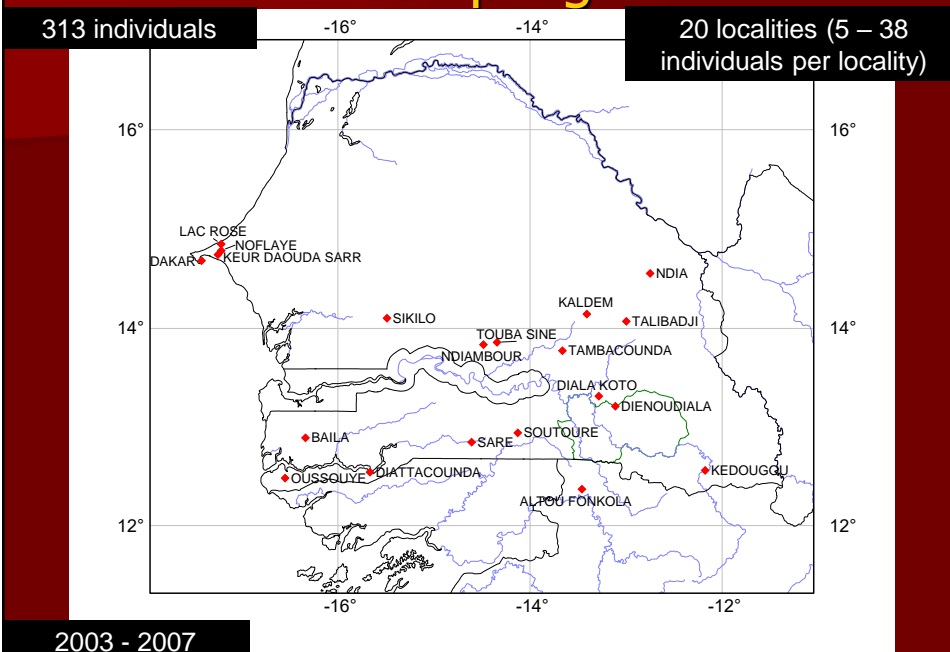 313 individuals
20 localities (5 – 38
individuals per locality)
-16°
-14°
16°
16°
LAC ROSE
NOFLAYE
KEUR DAOUDA SARR
DAKAR
NDIA
KALDEM
14°
SIKILO
TALIBADJI
14°
TOUBA SINE
NDIAMBOUR
TAMBACOUNDA
DIALA KOTO
DIENOUDIALA
BAILA
SOUTOURE
SARE
OUSSOUYE
DIATTACOUNDA
KEDOUGOU
ALTOU FONKOLA
12°
12°
-16°
-14°
-12°
2003 - 2007